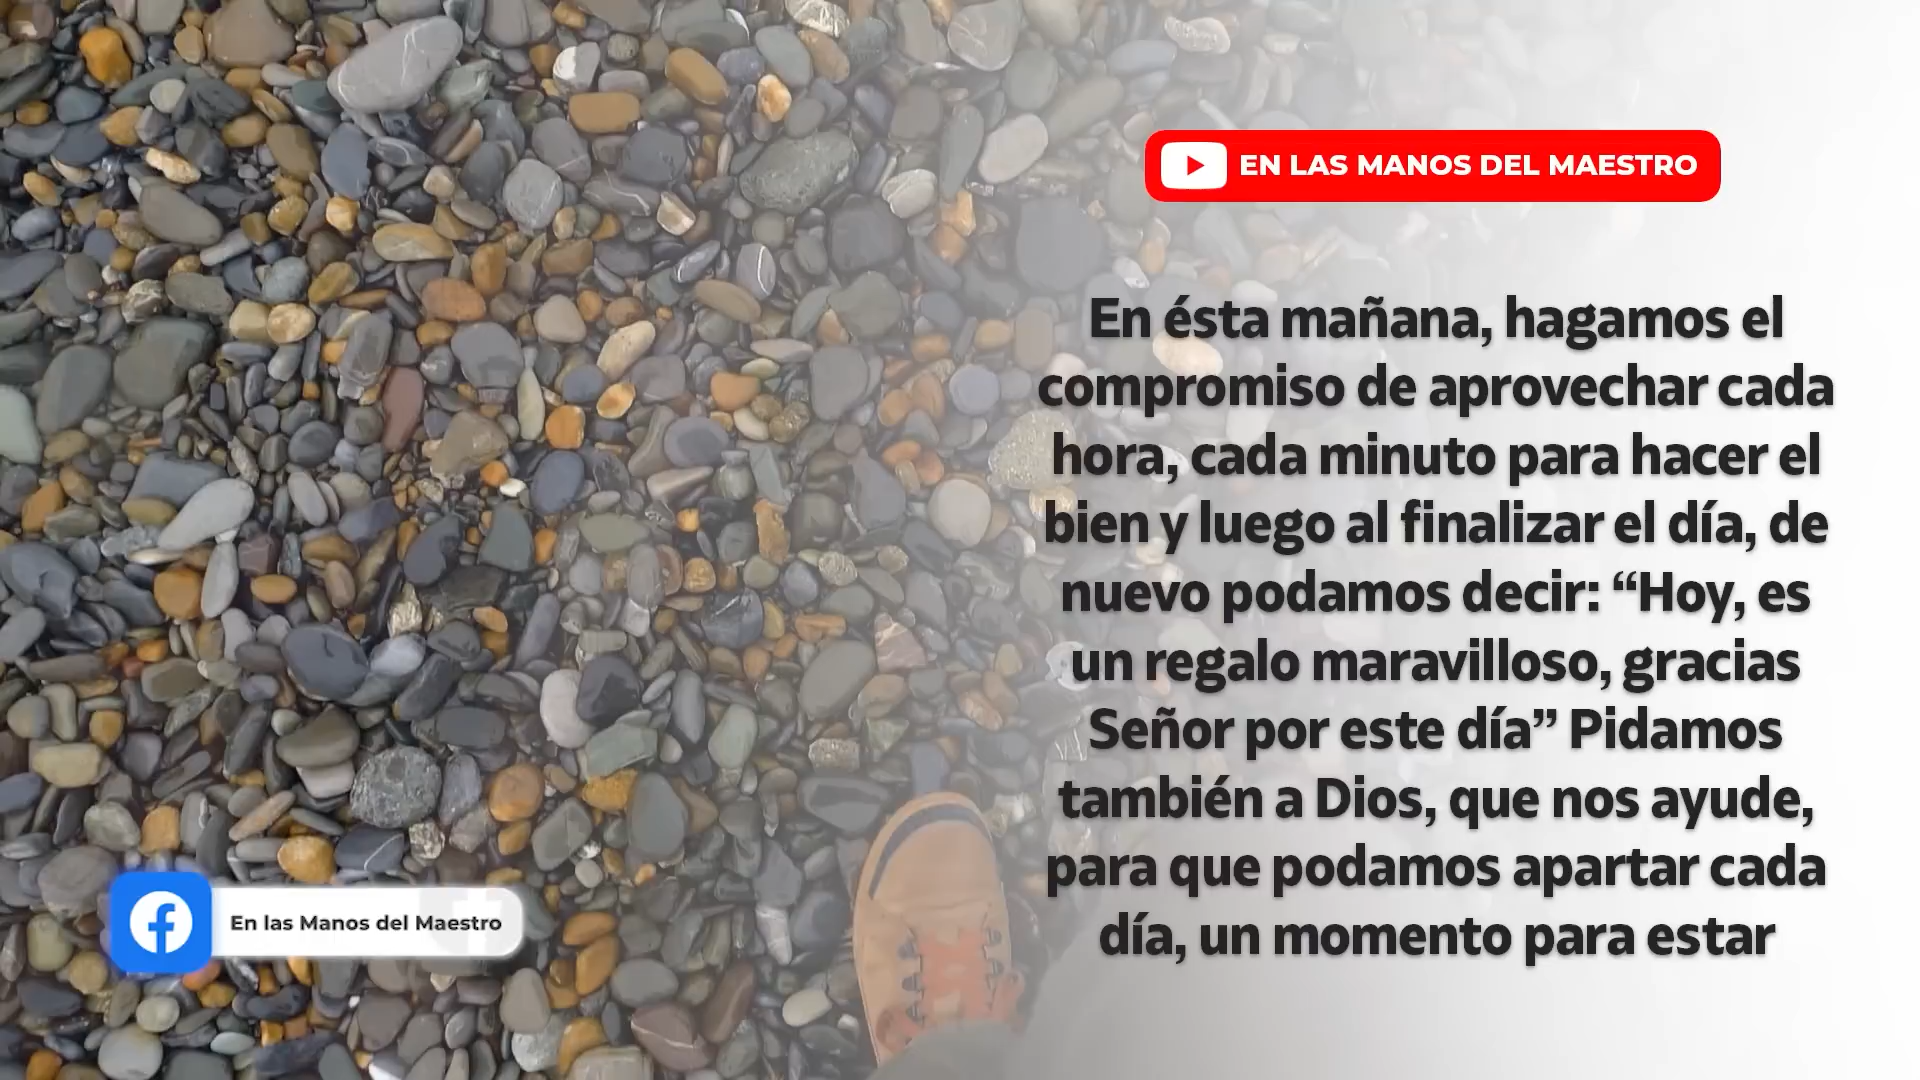 EN LAS MANOS DEL MAESTRO
En ésta mañana, hagamos el
compromiso de aprovechar cada
hora, cada minuto para hacer el
bien y luego al finalizar el día, de
nuevo podamos decir: “Hoy, es
un regalo maravilloso, gracias
Señor por este día” Pidamos
también a Dios, que nos ayude,
para que podamos apartar cada
día, un momento para estar
En las Manos del Maestro